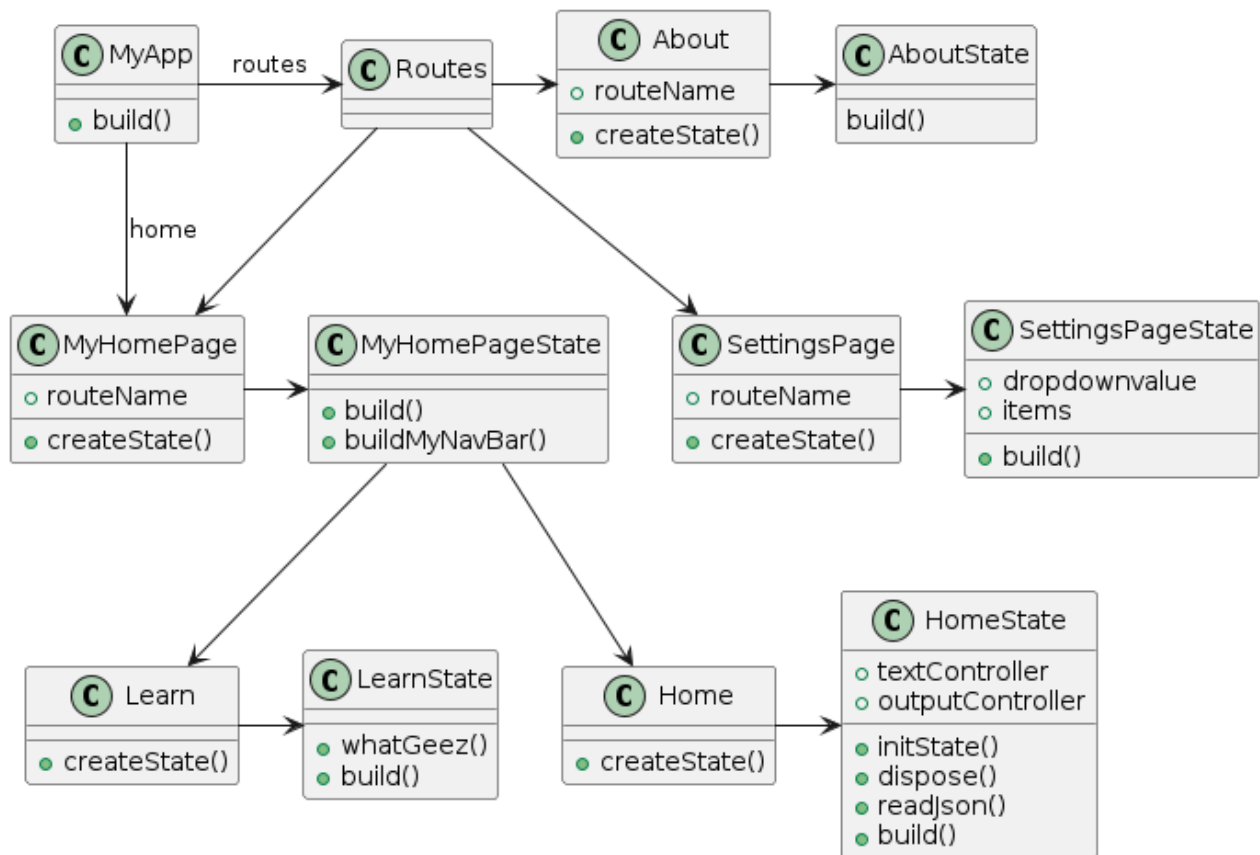 C MyApp
build()
routes
C Routes
C About
routeName
createState()
C AboutState
build()
home
C MyHomePage
routeName
createState()
C MyHomePageState
build()
buildMyNavBar()
C SettingsPage
routeName
createState()
C SettingsPageState
dropdownvalue
items
build()
C Learn
createState()
C LearnState
whatGeez()
build()
C Home
createState()
C HomeState
textController
outputController
initState()
dispose()
readJson()
build()